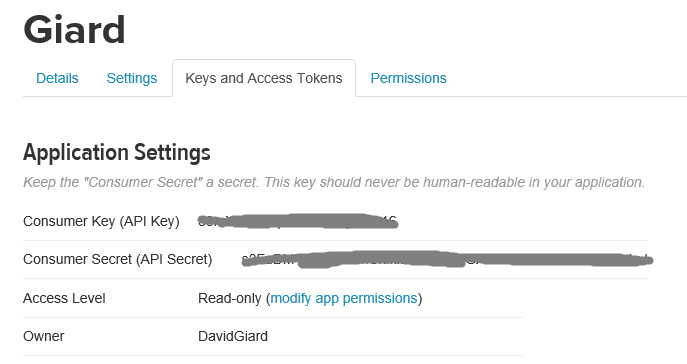 Giard
Details Settings Keys and Access Tokens Permissions
Application Settings
Keep the "Consumer Secret" a secret. This key should never be human-readable in your application.
Consumer Key (API Key)
Consumer Secret (API Secret)
Access Level Read-only (modify app permissions)
Owner DavidGiard